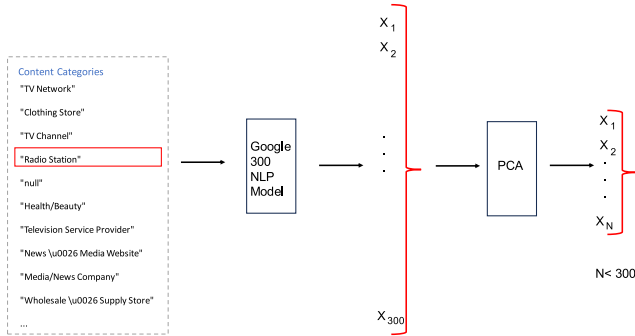 Content Categories
"TV Network"
"Clothing Store"
"TV Channel"
"Radio Station"
"null"
"Health/Beauty"
"Television Service Provider"
"News \u0026 Media Website"
"Media/News Company"
"Wholesale \u0026 Supply Store"
...
Google
300
NLP
Model
X1
X2
.
.
.
X300
PCA
X1
X2
.
.
.
XN
N< 300